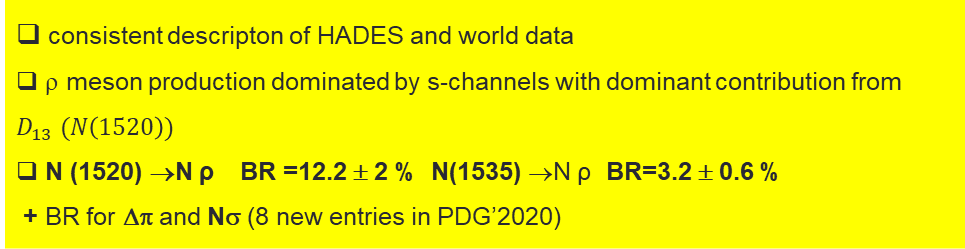 ❑ consistent descripton of HADES and world data
❑ ρ meson production dominated by s-channels with dominant contribution from
D₁₃ (N(1520))
❑ N (1520) →N ρ BR =12.2 ± 2 % N(1535) →N ρ BR=3.2 ± 0.6 %
+ BR for Δπ and Nσ (8 new entries in PDG’2020)